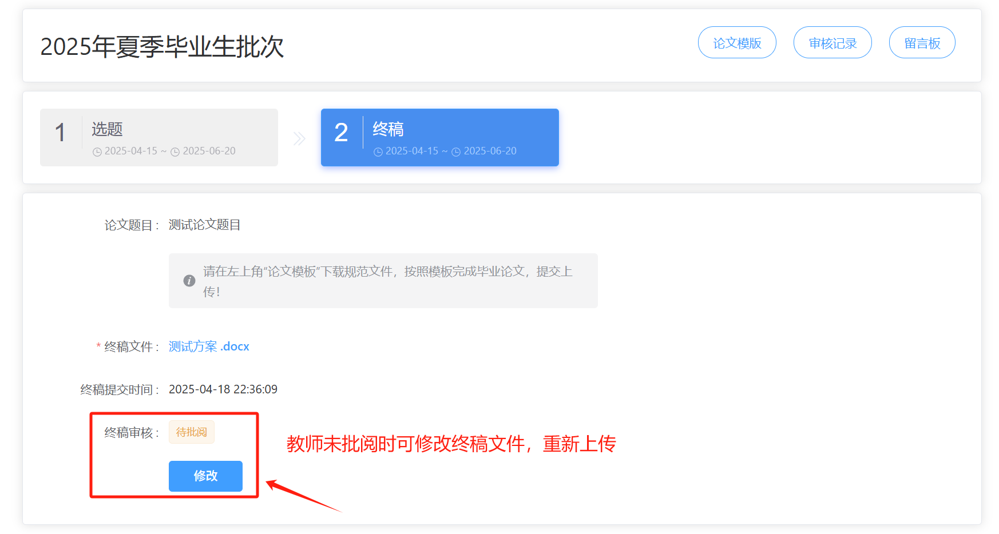 2025年夏季毕业生批次
论文模版
审核记录
留言板
1 选题
2025-04-15 ~ 2025-06-20
2 终稿
2025-04-15 ~ 2025-06-20
论文题目： 测试论文题目
请在左上角“论文模板”下载规范文件，按照模板完成毕业论文，提交上
传！
* 终稿文件： 测试方案 .docx
终稿提交时间： 2025-04-18 22:36:09
终稿审核： 待批阅
教师未批阅时可修改终稿文件，重新上传
修改